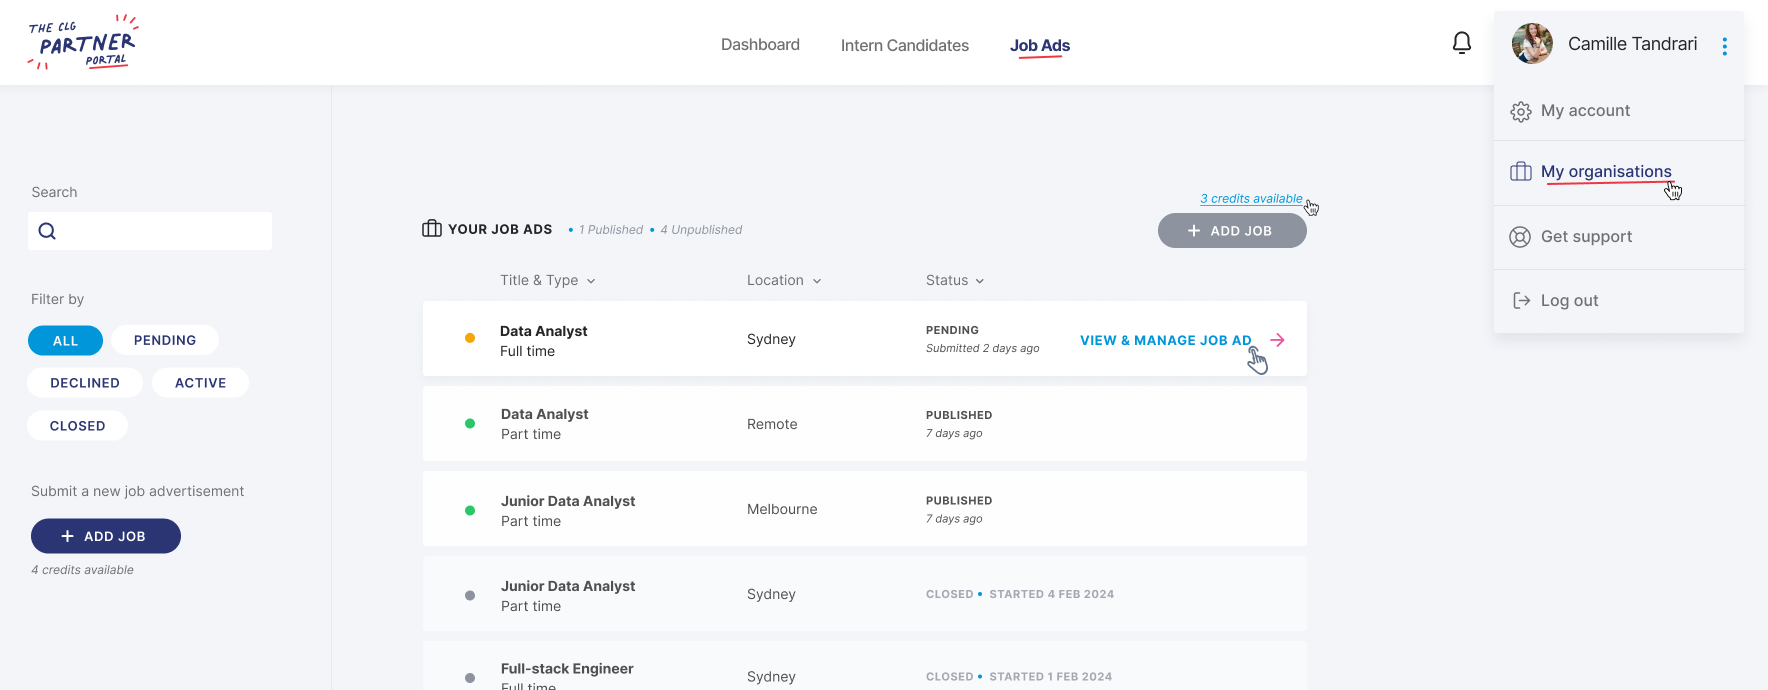 THE CLG
PARTNER
PORTAL
Dashboard
Intern Candidates
Job Ads
Camille Tandrari
My account
My organisations
Get support
Log out
Search
Filter by
ALL
PENDING
DECLINED
ACTIVE
CLOSED
Submit a new job advertisement
+ ADD JOB
4 credits available
3 credits available
YOUR JOB ADS • 1 Published • 4 Unpublished
+ ADD JOB
Title & Type
Location
Status
Data Analyst
Full time
Sydney
PENDING
Submitted 2 days ago
VIEW & MANAGE JOB AD
Data Analyst
Part time
Remote
PUBLISHED
7 days ago
Junior Data Analyst
Part time
Melbourne
PUBLISHED
7 days ago
Junior Data Analyst
Part time
Sydney
CLOSED • STARTED 4 FEB 2024
Full-stack Engineer
Full time
Sydney
CLOSED • STARTED 1 FEB 2024